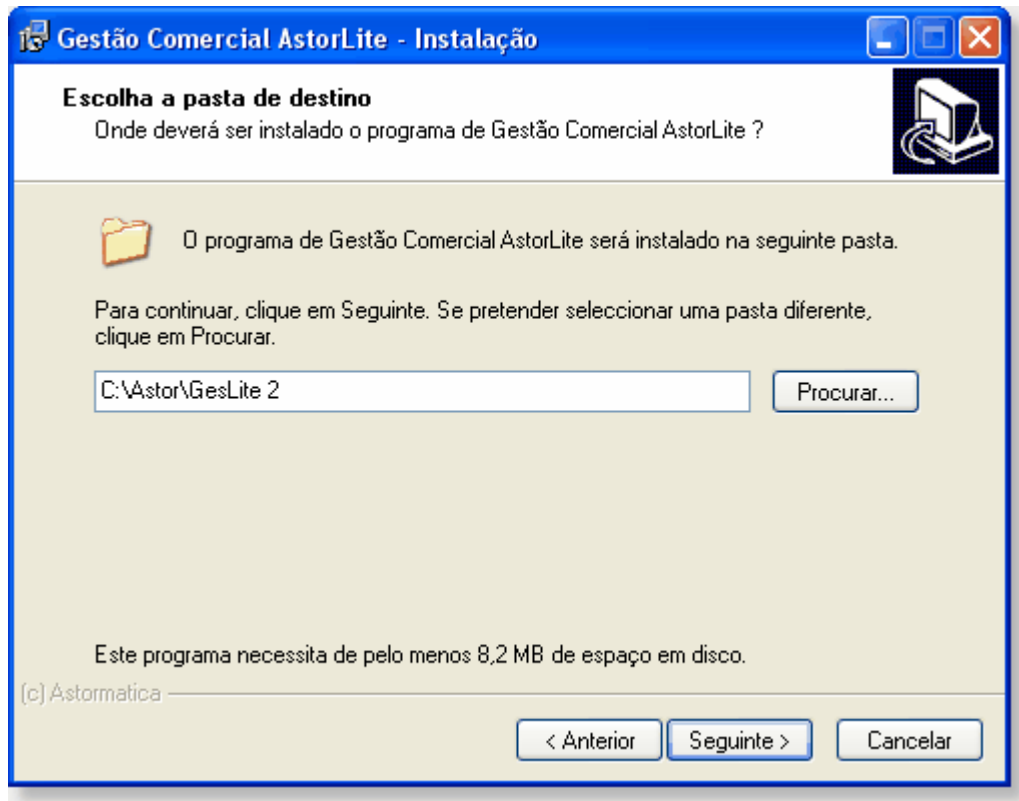 Gestão Comercial AstorLite - Instalação
Escolha a pasta de destino
Onde deverá ser instalado o programa de Gestão Comercial AstorLite ?
O programa de Gestão Comercial AstorLite será instalado na seguinte pasta.
Para continuar, clique em Seguinte. Se pretender seleccionar uma pasta diferente,
clique em Procurar.
C:\Astor\GesLite 2
Procurar...
Este programa necessita de pelo menos 8,2 MB de espaço em disco.
(c) Astormatica
< Anterior
Seguinte >
Cancelar